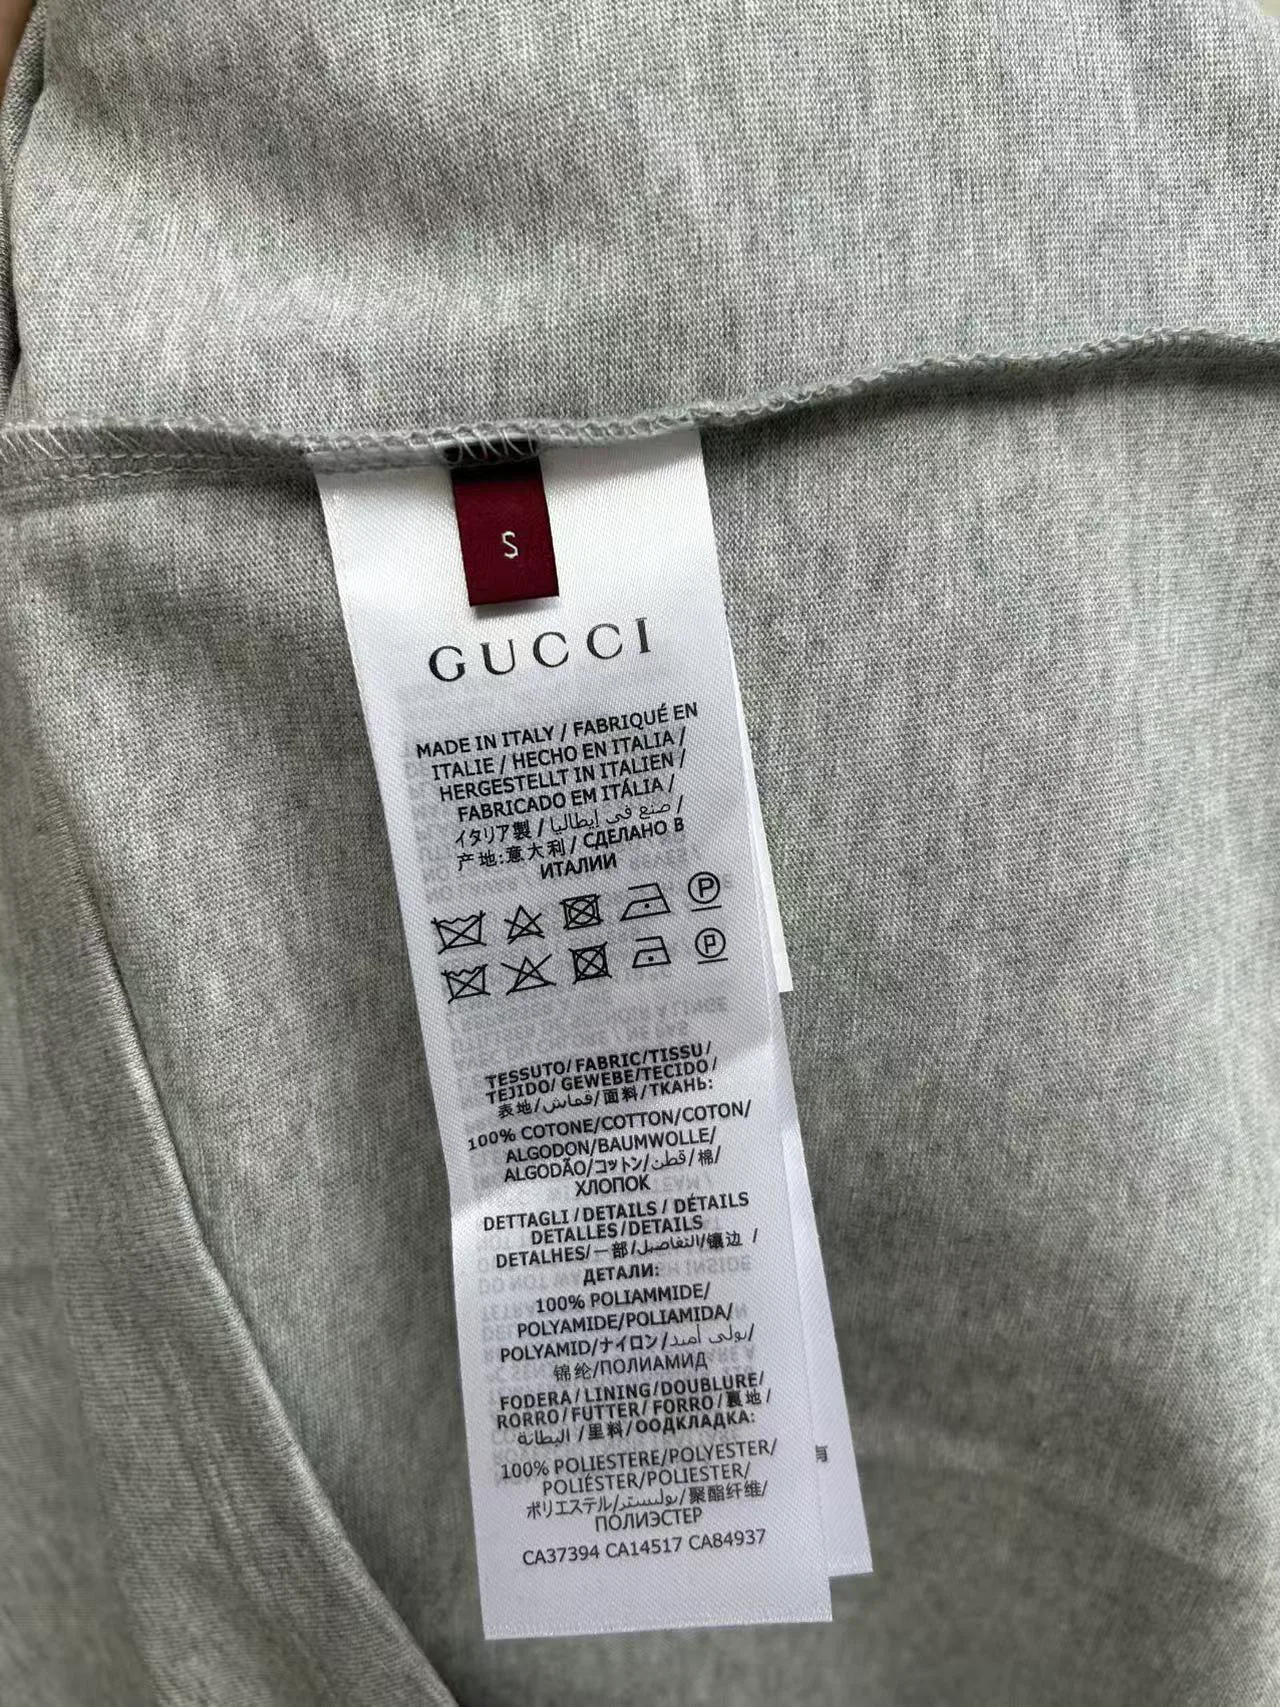 S
GUCCI
MADE IN ITALY / FABRIQUÉ EN
ITALIE / HECHO EN ITALIA /
HERGESTELLT IN ITALIEN /
FABRICADO EM ITÁLIA /
イタリア製 / صنع في إيطاليا /
产地:意大利 / СДЕЛАНО В
ИТАЛИИ
P
P
TESSUTO/FABRIC/TISSU/
TEJIDO/ GEWEBE/TECIDO/
表地/قماش/面料/ТКАНЬ:
100% COTONE/COTTON/COTON/
ALGODON/BAUMWOLLE/
ALGODÃO/コットン/قطن/棉/
ХЛОПОК
DETTAGLI/DETAILS / DÉTAILS
DETALLES/DETAILS
DETALHES/一部/التفاصيل/镶边 /
ДЕТАЛИ:
100% POLIAMMIDE/
POLYAMIDE/POLIAMIDA/
POLYAMID/ナイロン/بولي أميد/
锦纶/ПОЛИАМИД
FODERA/LINING/DOUBLURE/
RORRO/FUTTER/ FORRO/裏地/
البطانة /里料/ООДКЛАДКА:
100% POLIESTERE/POLYESTER/
POLIÉSTER/POLIESTER/
ポリエステル/بوليستر/聚酯纤维/
ПОЛИЭСТЕР
CA37394 CA14517 CA84937